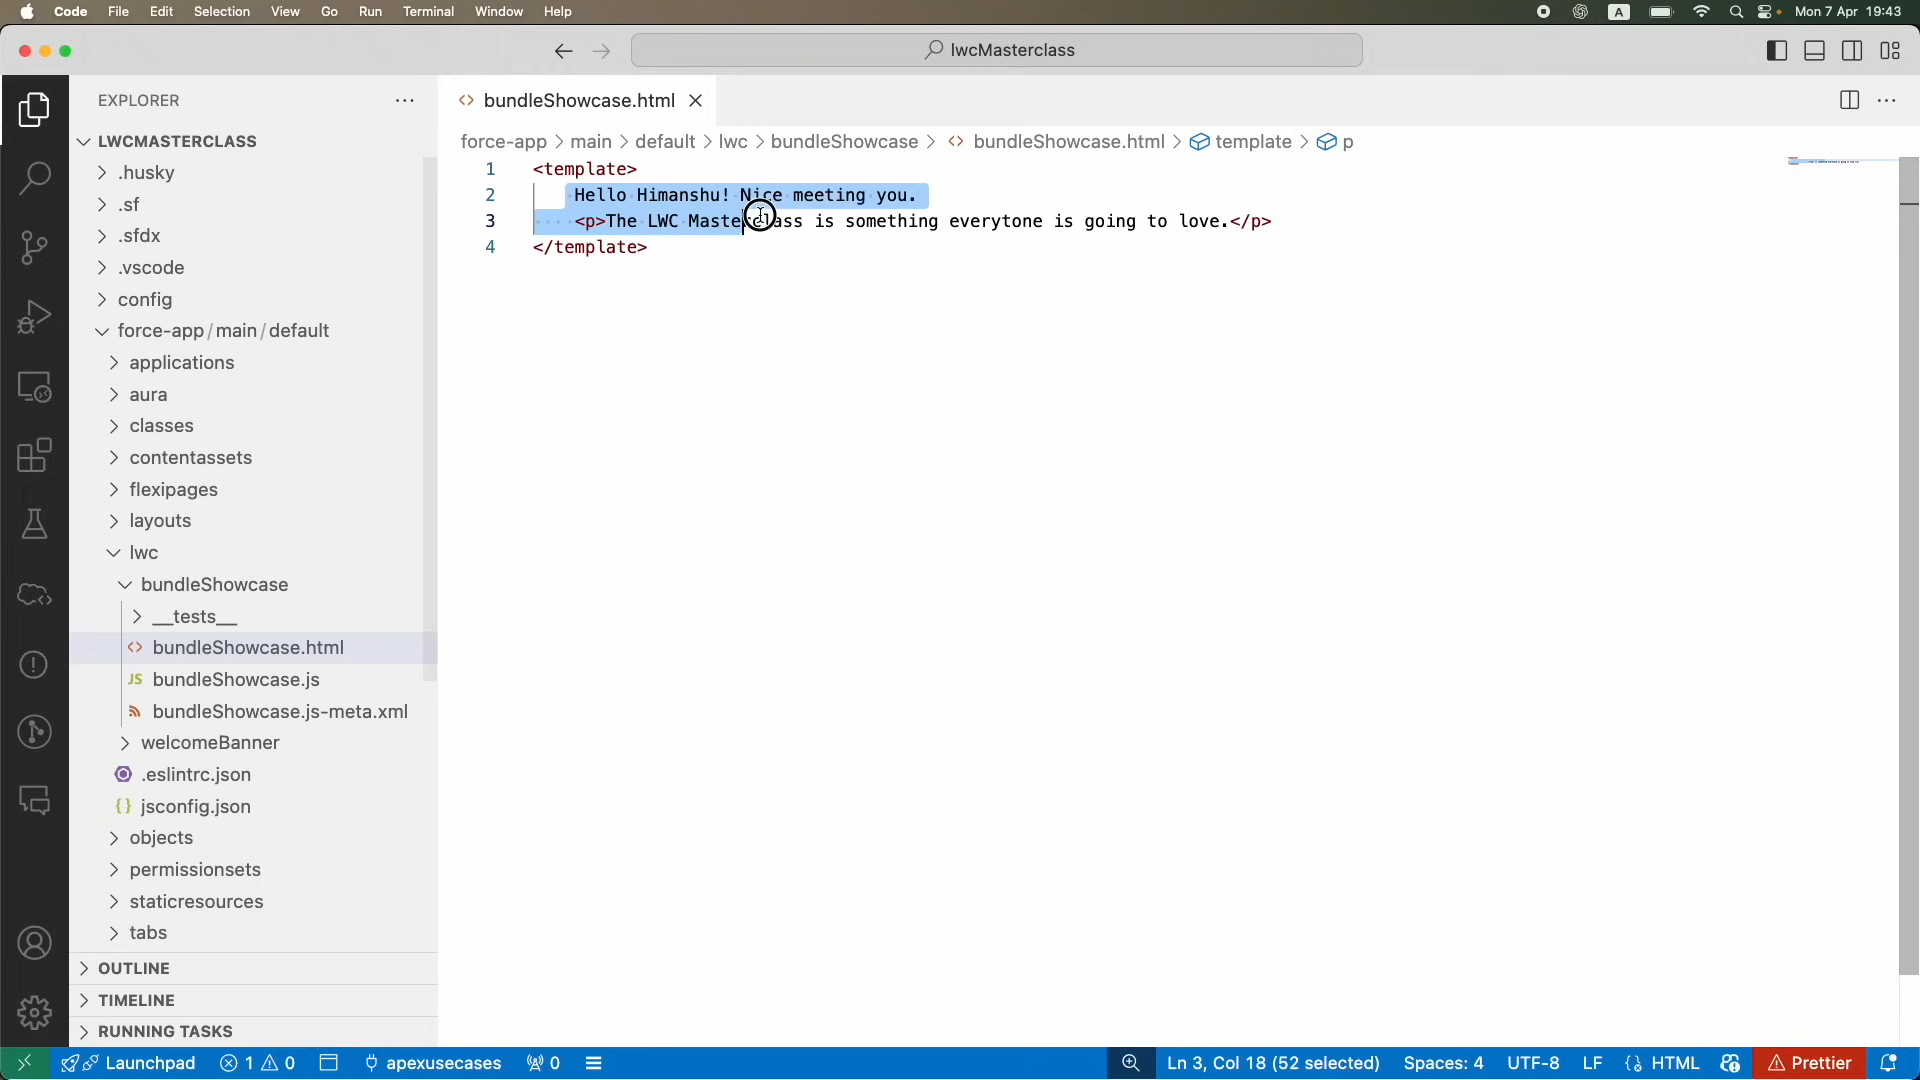 Code File Edit Selection View Go Run Terminal Window Help A Mon 7 Apr 19:43
lwcMasterclass
EXPLORER
bundleShowcase.html
LWCMASTERCLASS
.husky
.sf
.sfdx
.vscode
config
force-app/main/default
applications
aura
classes
contentassets
flexipages
layouts
lwc
bundleShowcase
__tests__
bundleShowcase.html
JS bundleShowcase.js
bundleShowcase.js-meta.xml
welcomeBanner
.eslintrc.json
{} jsconfig.json
objects
permissionsets
staticresources
tabs
OUTLINE
TIMELINE
RUNNING TASKS
force-app > main > default > lwc > bundleShowcase > bundleShowcase.html > template > p
1 <template>
2 Hello Himanshu! Nice meeting you.
3 <p>The LWC Masterclass is something everytone is going to love.</p>
4 </template>
Launchpad 1 0 apexusecases 0 Ln 3, Col 18 (52 selected) Spaces: 4 UTF-8 LF {} HTML Prettier